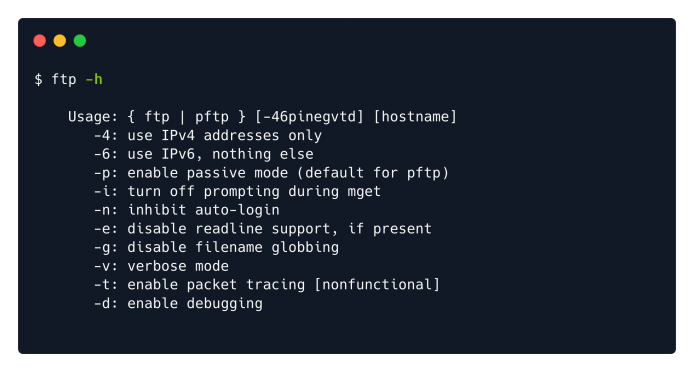 $ ftp -h
Usage: { ftp | pftp } [-46pinegvtd] [hostname]
-4: use IPv4 addresses only
-6: use IPv6, nothing else
-p: enable passive mode (default for pftp)
-i: turn off prompting during mget
-n: inhibit auto-login
-e: disable readline support, if present
-g: disable filename globbing
-v: verbose mode
-t: enable packet tracing [nonfunctional]
-d: enable debugging